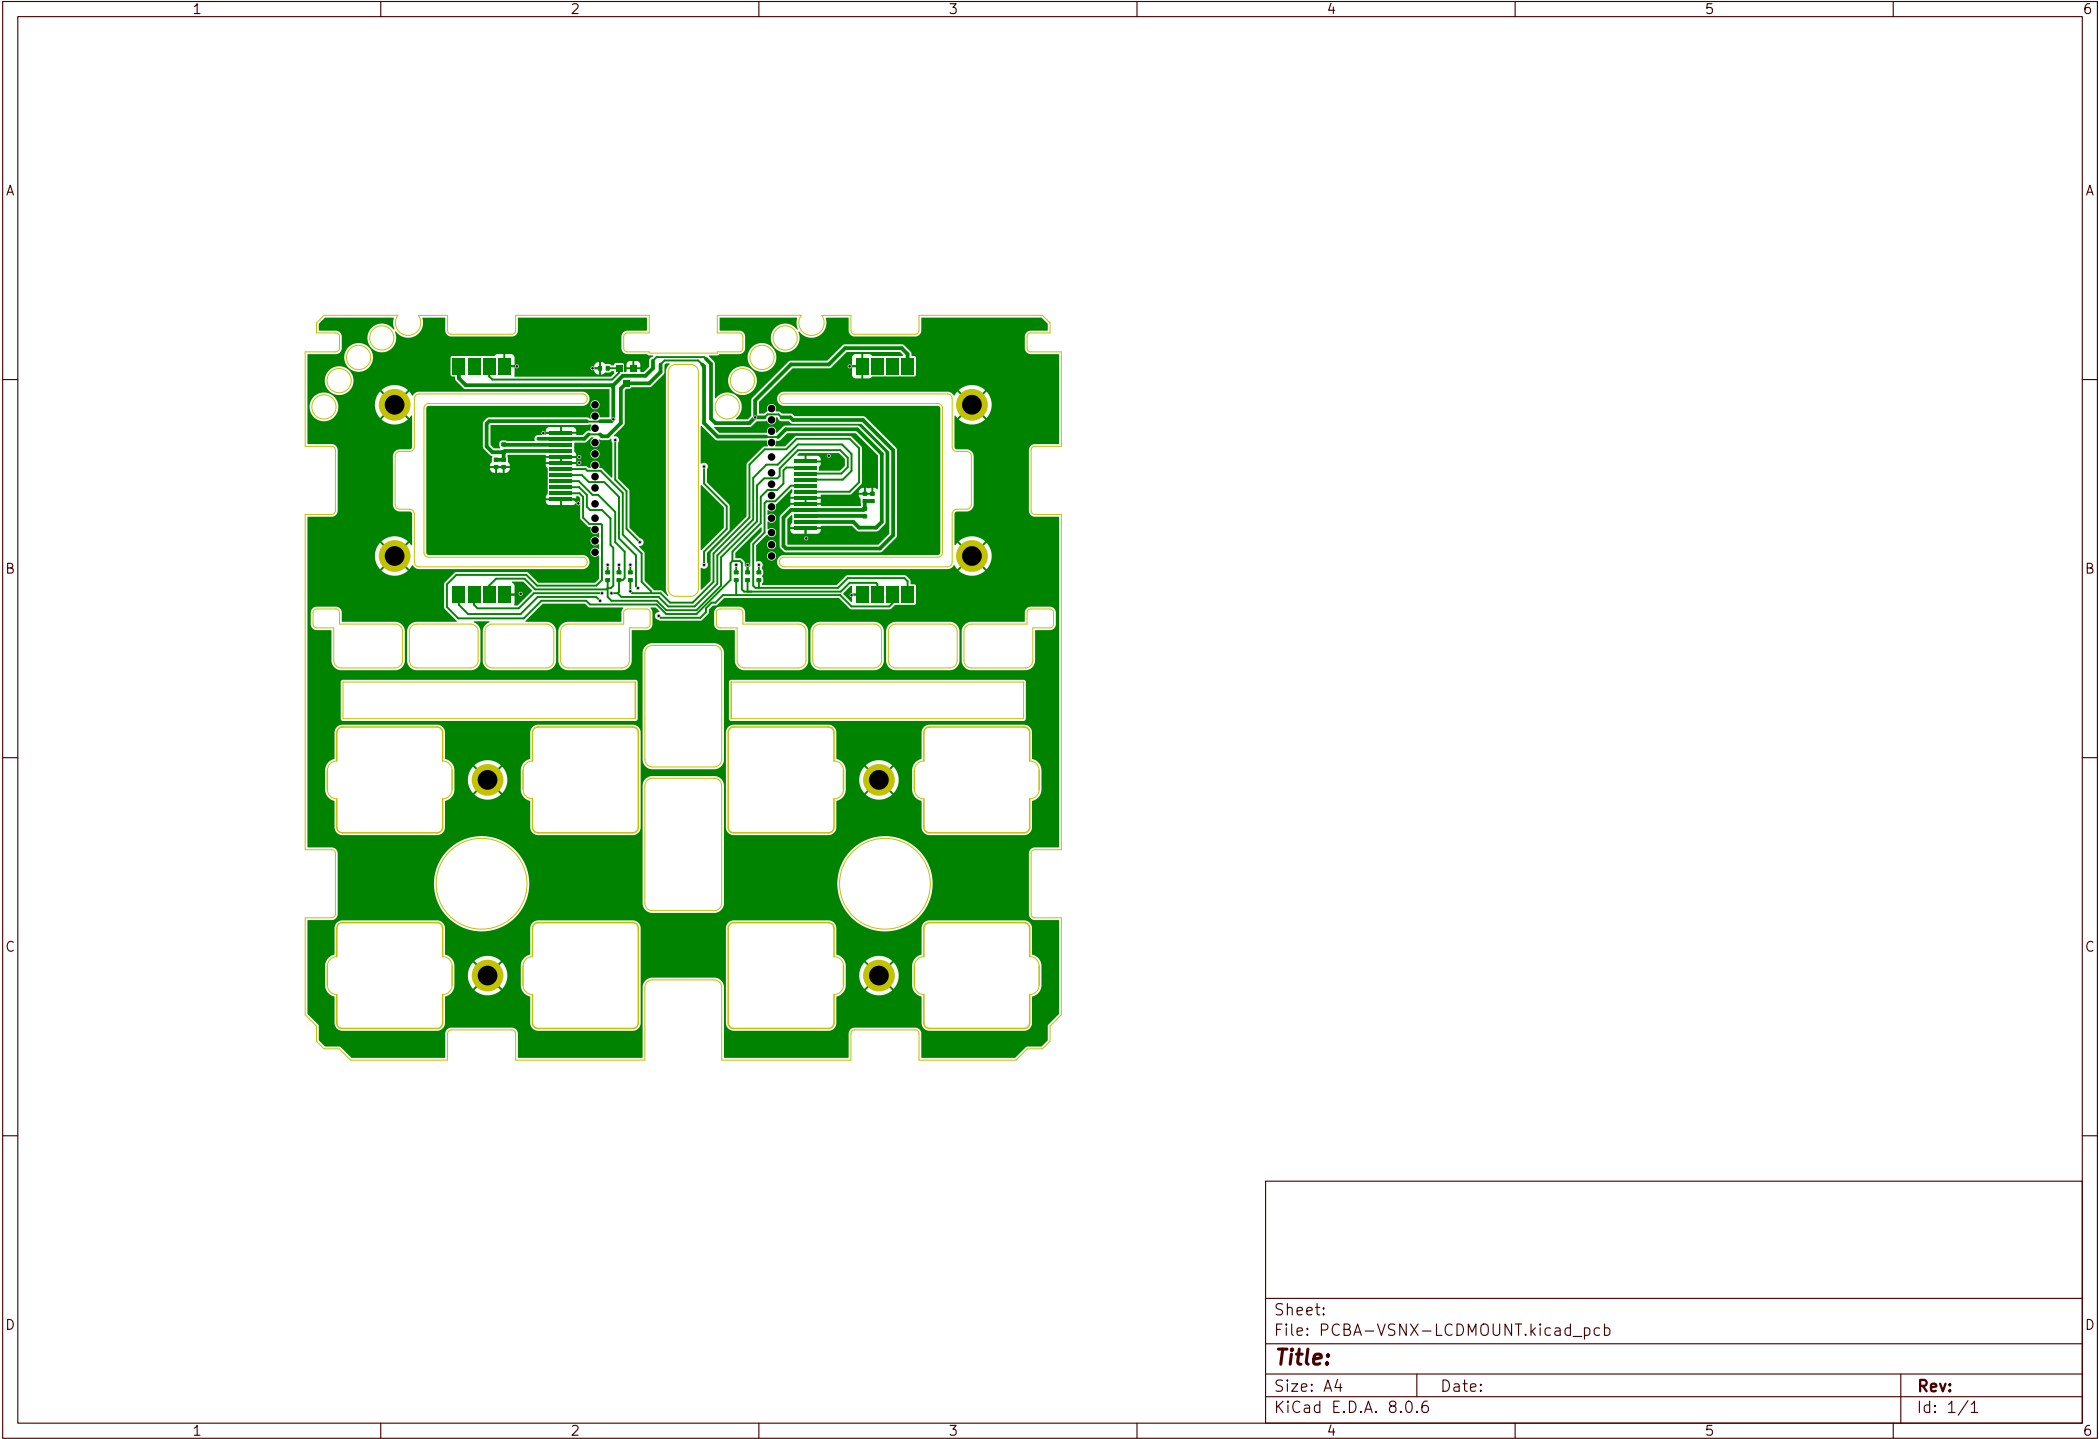 1 2 3 4 5 6
A A
B B
C C
D D
Sheet:
File: PCBA-VSNX-LCDMOUNT.kicad_pcb
Title:
Size: A4 Date: Rev:
KiCad E.D.A. 8.0.6 Id: 1/1
1 2 3 4 5 6